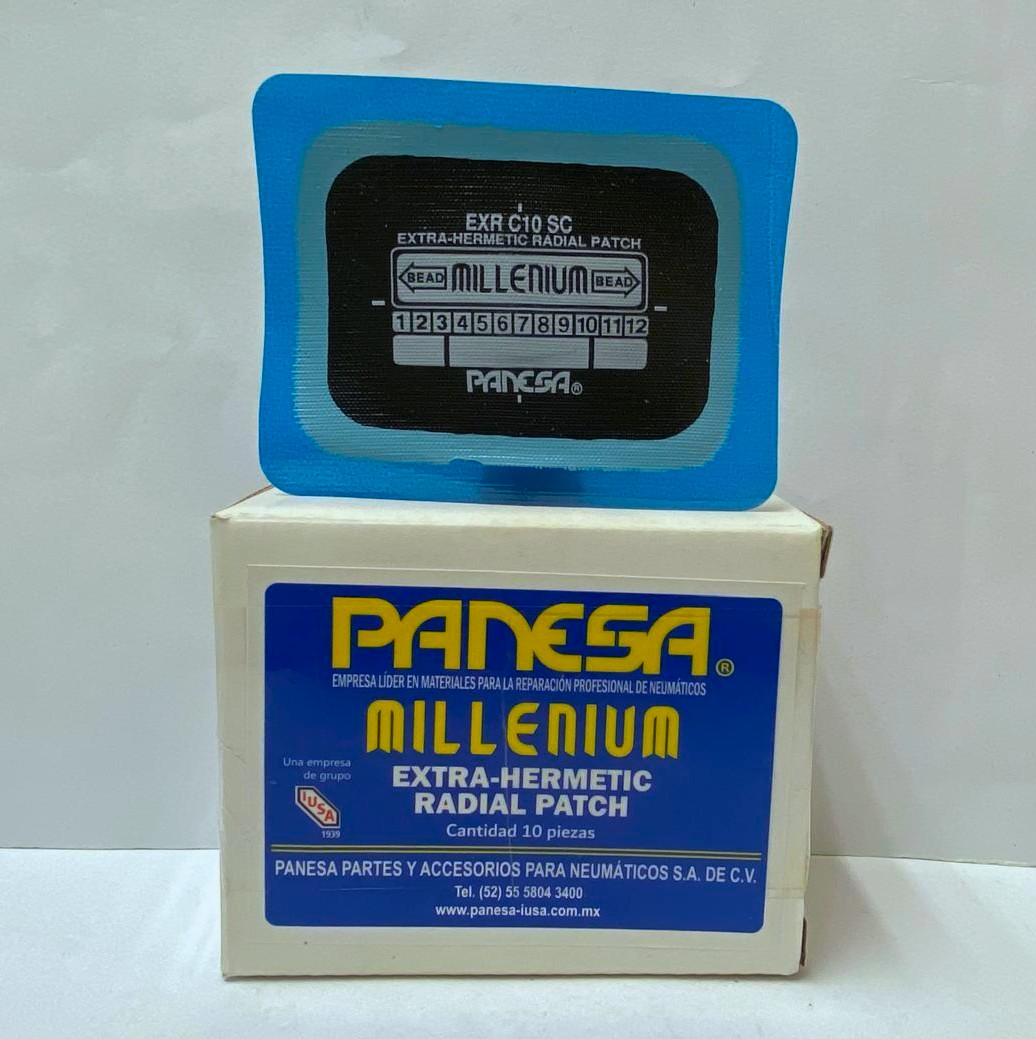 EXR C10 SC
EXTRA-HERMETIC RADIAL PATCH
BEAD MILLENIUM BEAD
1 2 3 4 5 6 7 8 9 10 11 12
PANESA®
PANESA®
EMPRESA LÍDER EN MATERIALES PARA LA REPARACIÓN PROFESIONAL DE NEUMÁTICOS
MILLENIUM
Una empresa
de grupo
IUSA
1939
EXTRA-HERMETIC
RADIAL PATCH
Cantidad 10 piezas
PANESA PARTES Y ACCESORIOS PARA NEUMÁTICOS S.A. DE C.V.
Tel. (52) 55 5804 3400
www.panesa-iusa.com.mx